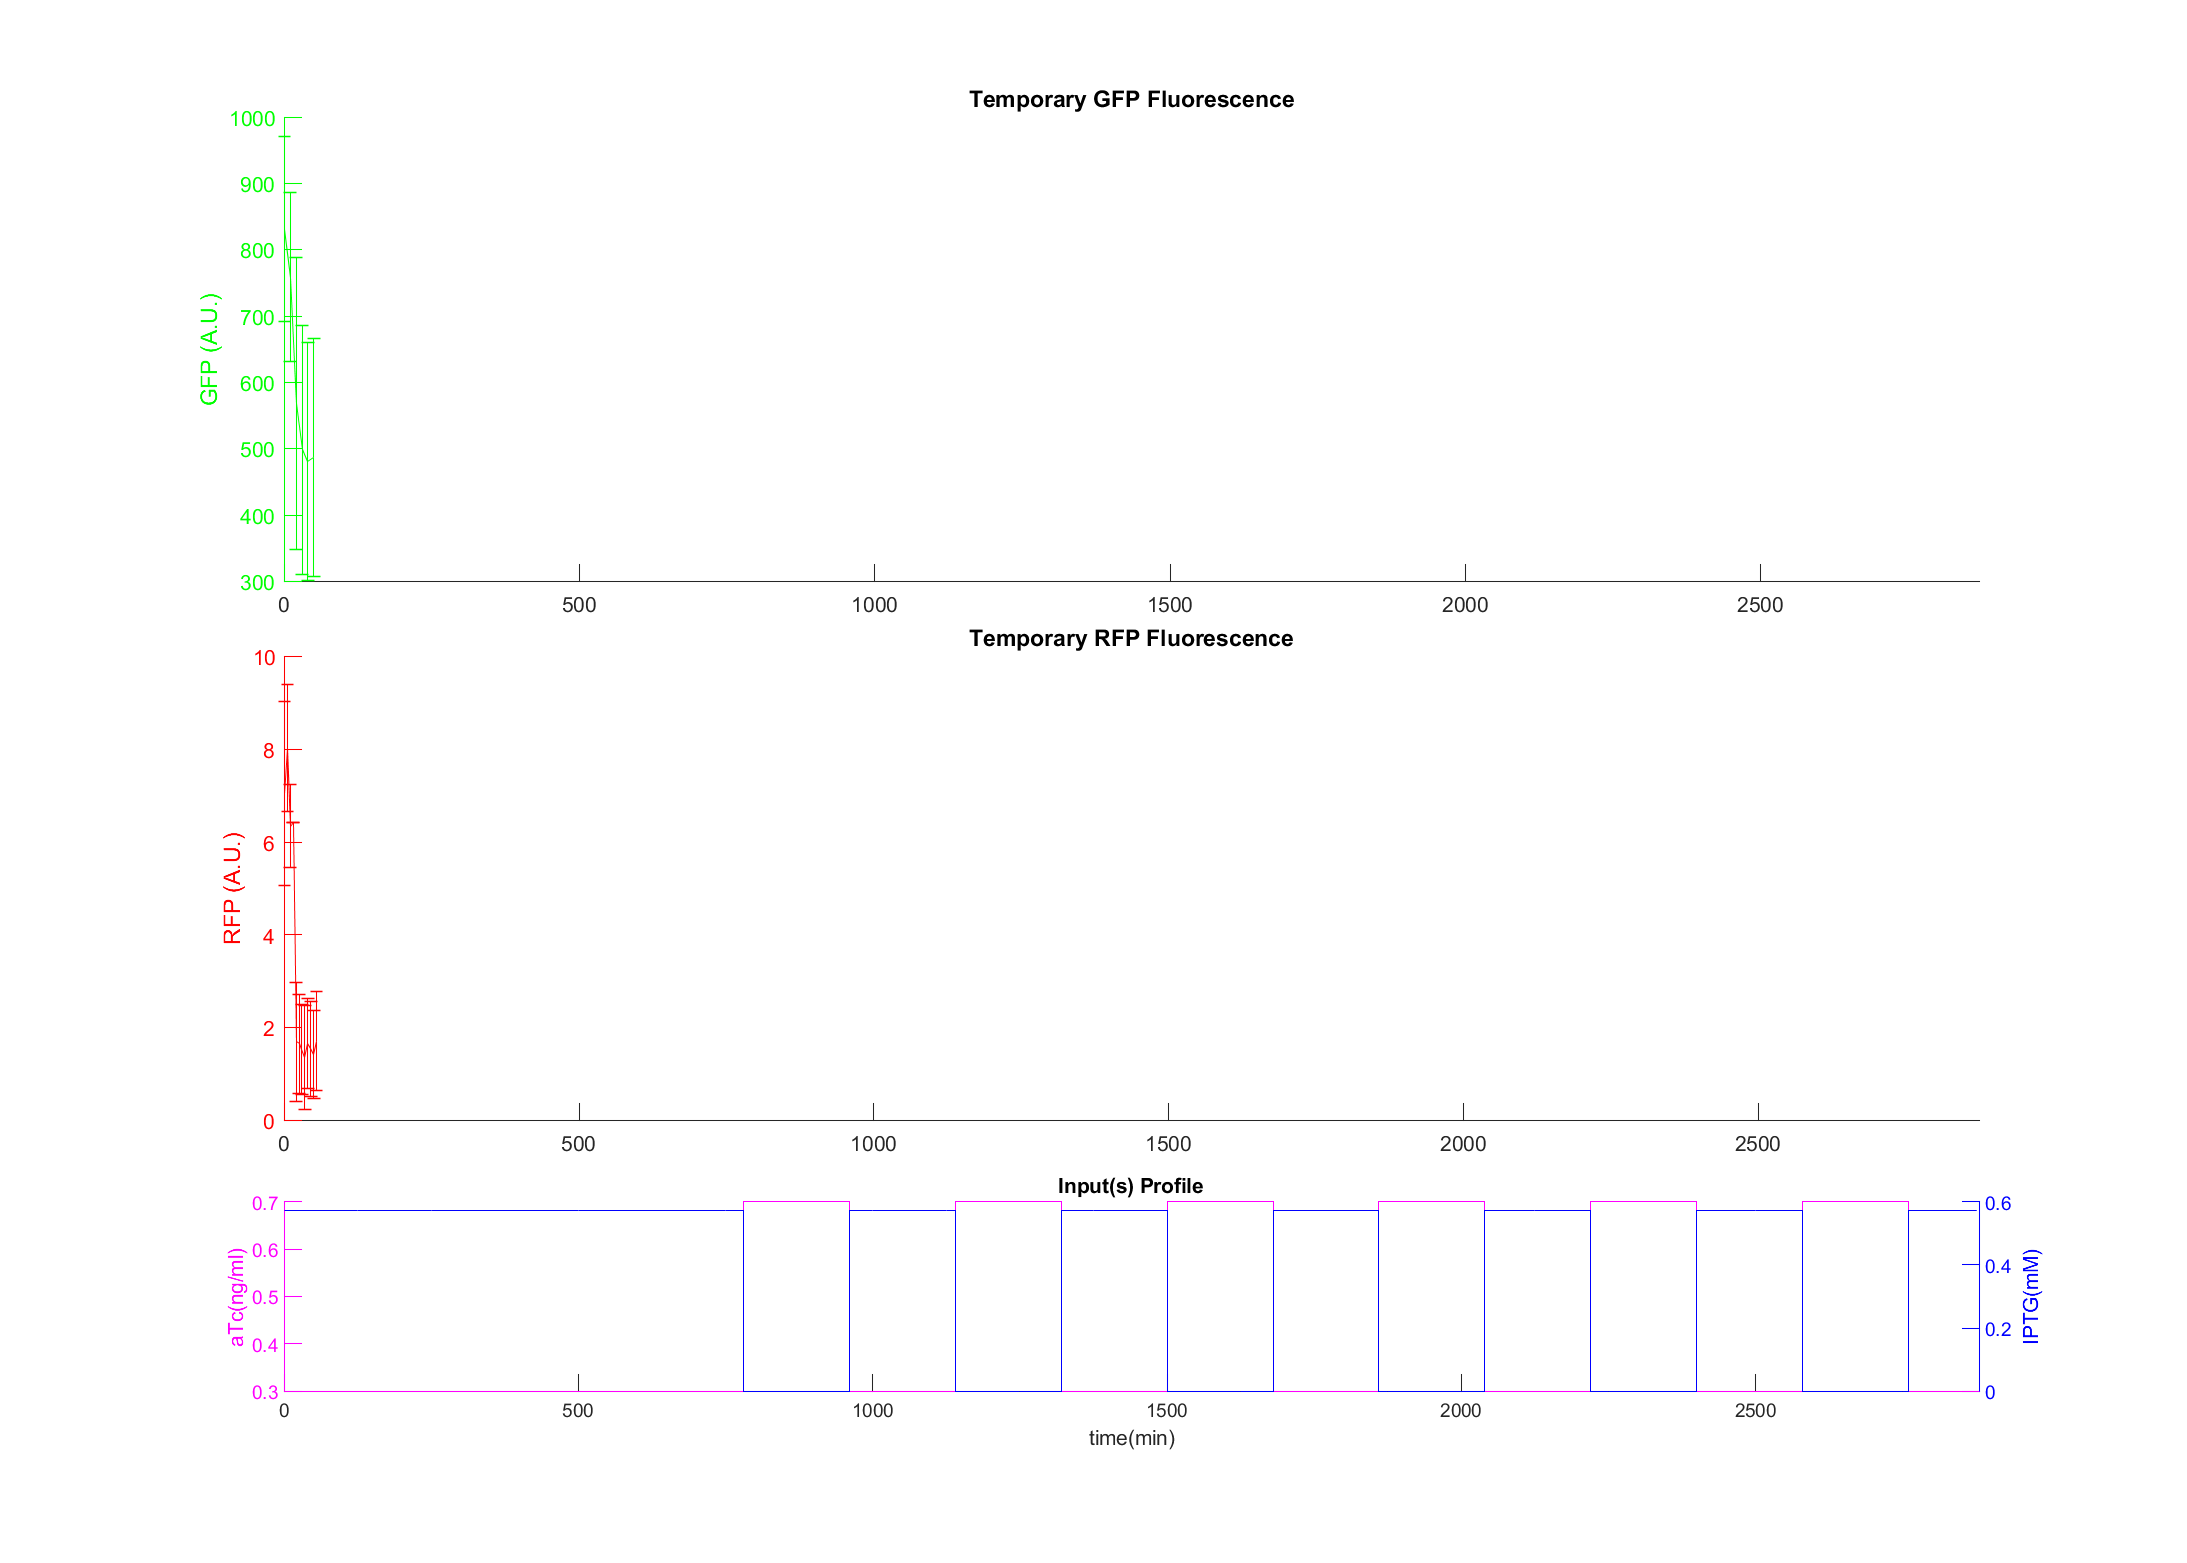 Temporary GFP Fluorescence
GFP (A.U.)
1000
900
800
700
600
500
400
300
0 500 1000 1500 2000 2500
Temporary RFP Fluorescence
RFP (A.U.)
10
8
6
4
2
0
0 500 1000 1500 2000 2500
Input(s) Profile
aTc(ng/ml)
0.7
0.6
0.5
0.4
0.3
IPTG(mM)
0.6
0.4
0.2
0
0 500 1000 1500 2000 2500
time(min)